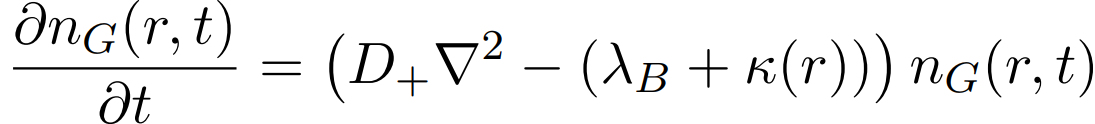 ∂n_G(r, t)/∂t = (D_+∇² − (λ_B + κ(r))) n_G(r, t)